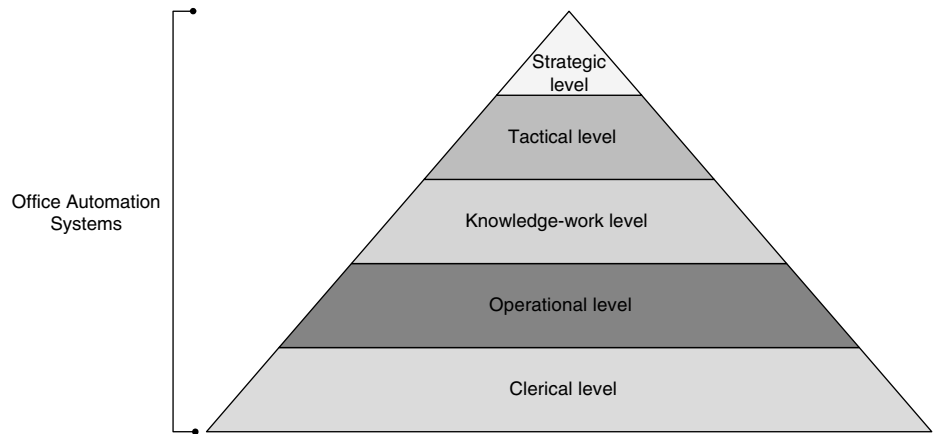 Strategic
level
Tactical level
Office Automation
Systems
Knowledge-work level
Operational level
Clerical level